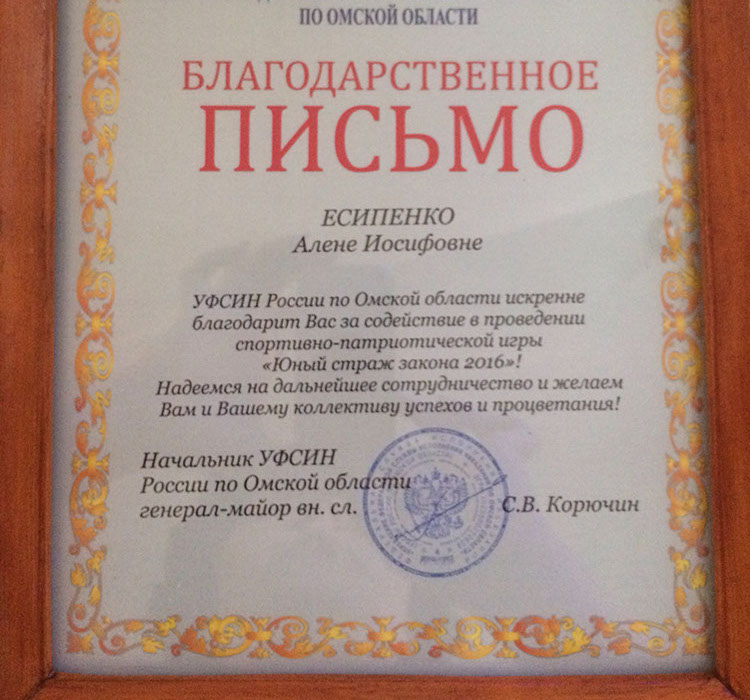 ПО ОМСКОЙ ОБЛАСТИ
БЛАГОДАРСТВЕННОЕ
ПИСЬМО
ЕСИПЕНКО
Алене Иосифовне
УФСИН России по Омской области искренне
благодарит Вас за содействие в проведении
спортивно-патриотической игры
«Юный страж закона 2016»!
Надеемся на дальнейшее сотрудничество и желаем
Вам и Вашему коллективу успехов и процветания!
Начальник УФСИН
России по Омской области
генерал-майор вн. сл.
С.В. Корючин